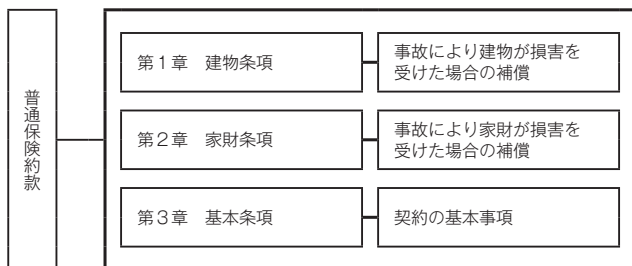 普通保険約款
第1章　建物条項
事故により建物が損害を
受けた場合の補償
第2章　家財条項
事故により家財が損害を
受けた場合の補償
第3章　基本条項
契約の基本事項